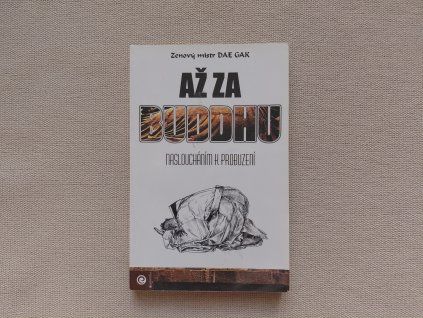 Zenový mistr DAE GAK
AŽ ZA
BUDDHU
NASLOUCHÁNÍM K PROBUZENÍ